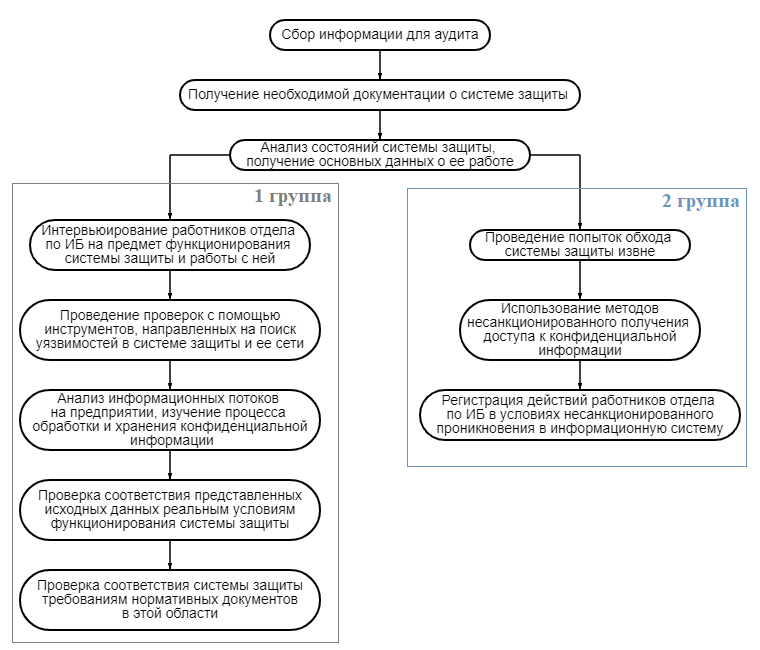 Сбор информации для аудита
Получение необходимой документации о системе защиты
Анализ состояний системы защиты,
получение основных данных о ее работе
1 группа
Интервьюирование работников отдела
по ИБ на предмет функционирования
системы защиты и работы с ней
Проведение проверок с помощью
инструментов, направленных на поиск
уязвимостей в системе защиты и ее сети
Анализ информационных потоков
на предприятии, изучение процесса
обработки и хранения конфиденциальной
информации
Проверка соответствия представленных
исходных данных реальным условиям
функционирования системы защиты
Проверка соответствия системы защиты
требованиям нормативных документов
в этой области
2 группа
Проведение попыток обхода
системы защиты извне
Использование методов
несанкционированного получения
доступа к конфиденциальной
информации
Регистрация действий работников отдела
по ИБ в условиях несанкционированного
проникновения в информационную систему